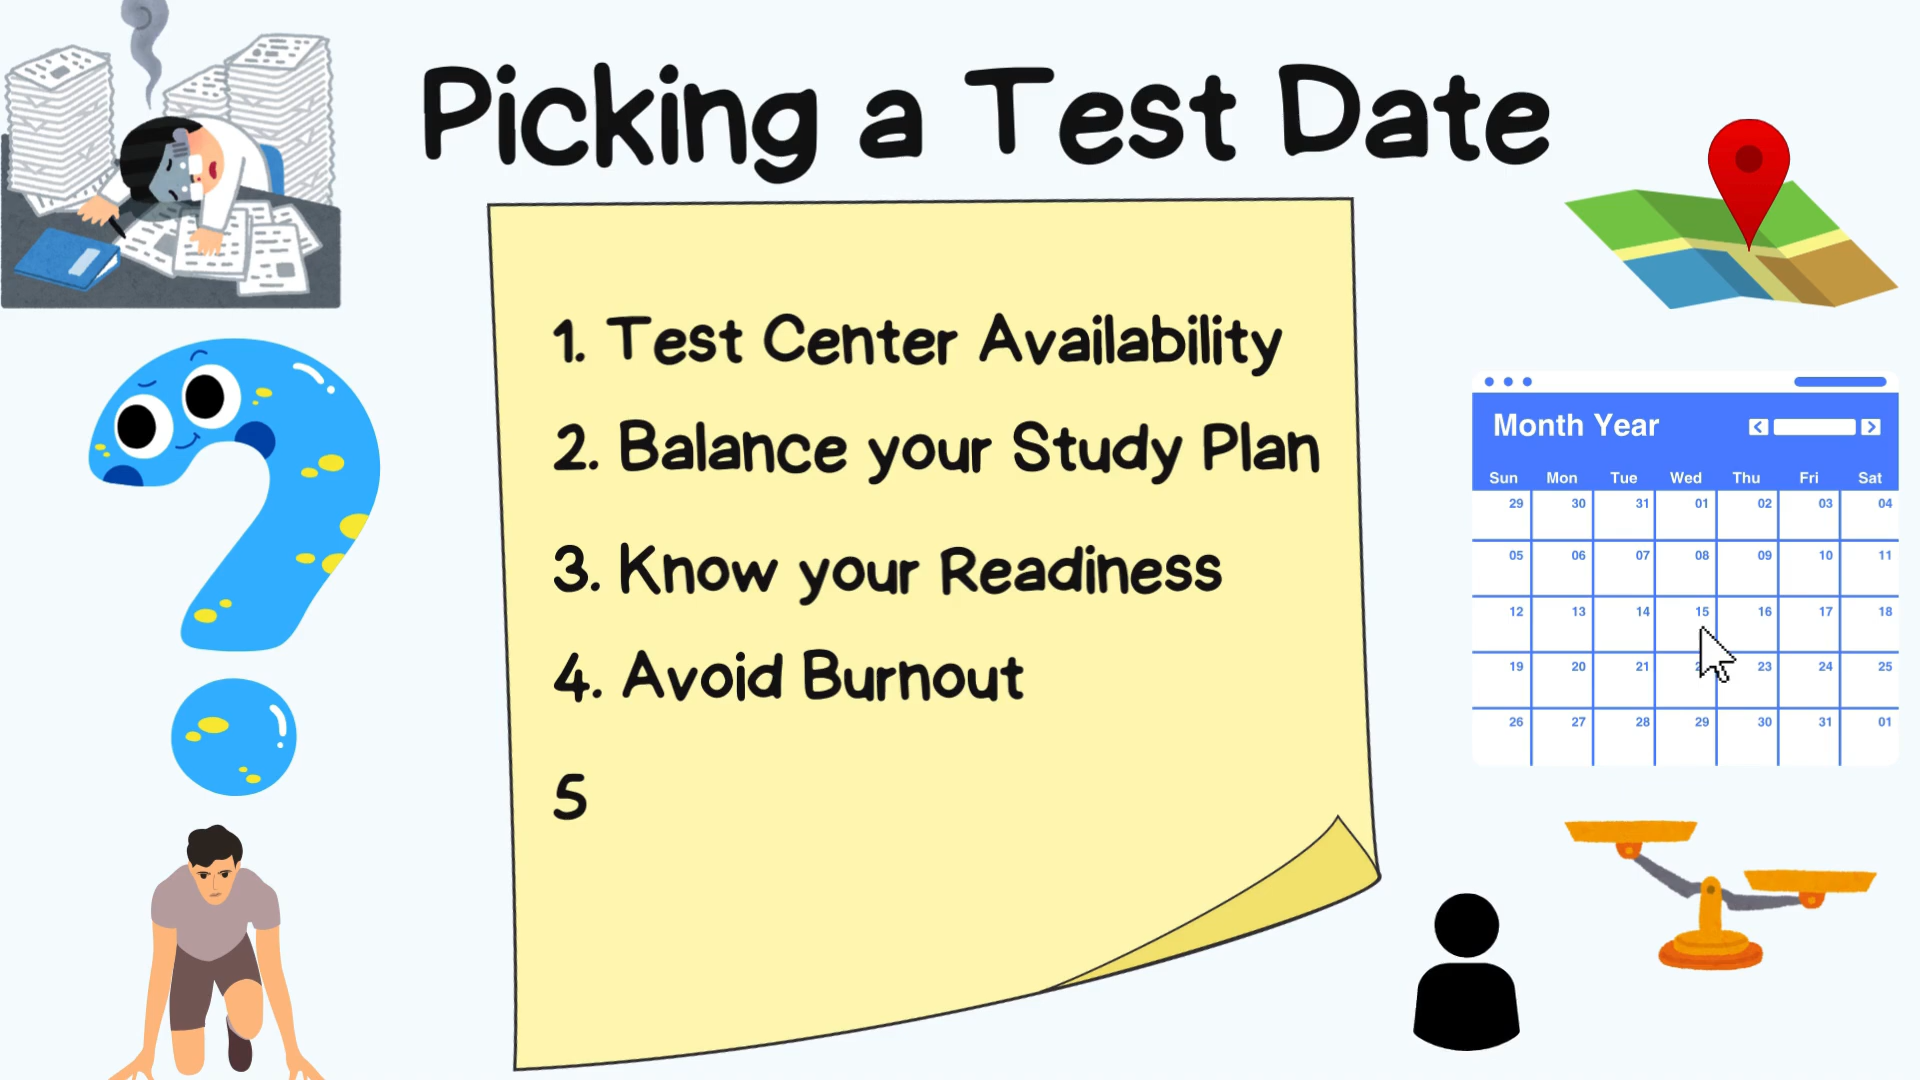 Picking a Test Date
1. Test Center Availability
2. Balance your Study Plan
3. Know your Readiness
4. Avoid Burnout
5
Month Year
Sun Mon Tue Wed Thu Fri Sat
29 30 31 01 02 03 04
05 06 07 08 09 10 11
12 13 14 15 16 17 18
19 20 21 23 24 25
26 27 28 29 30 31 01